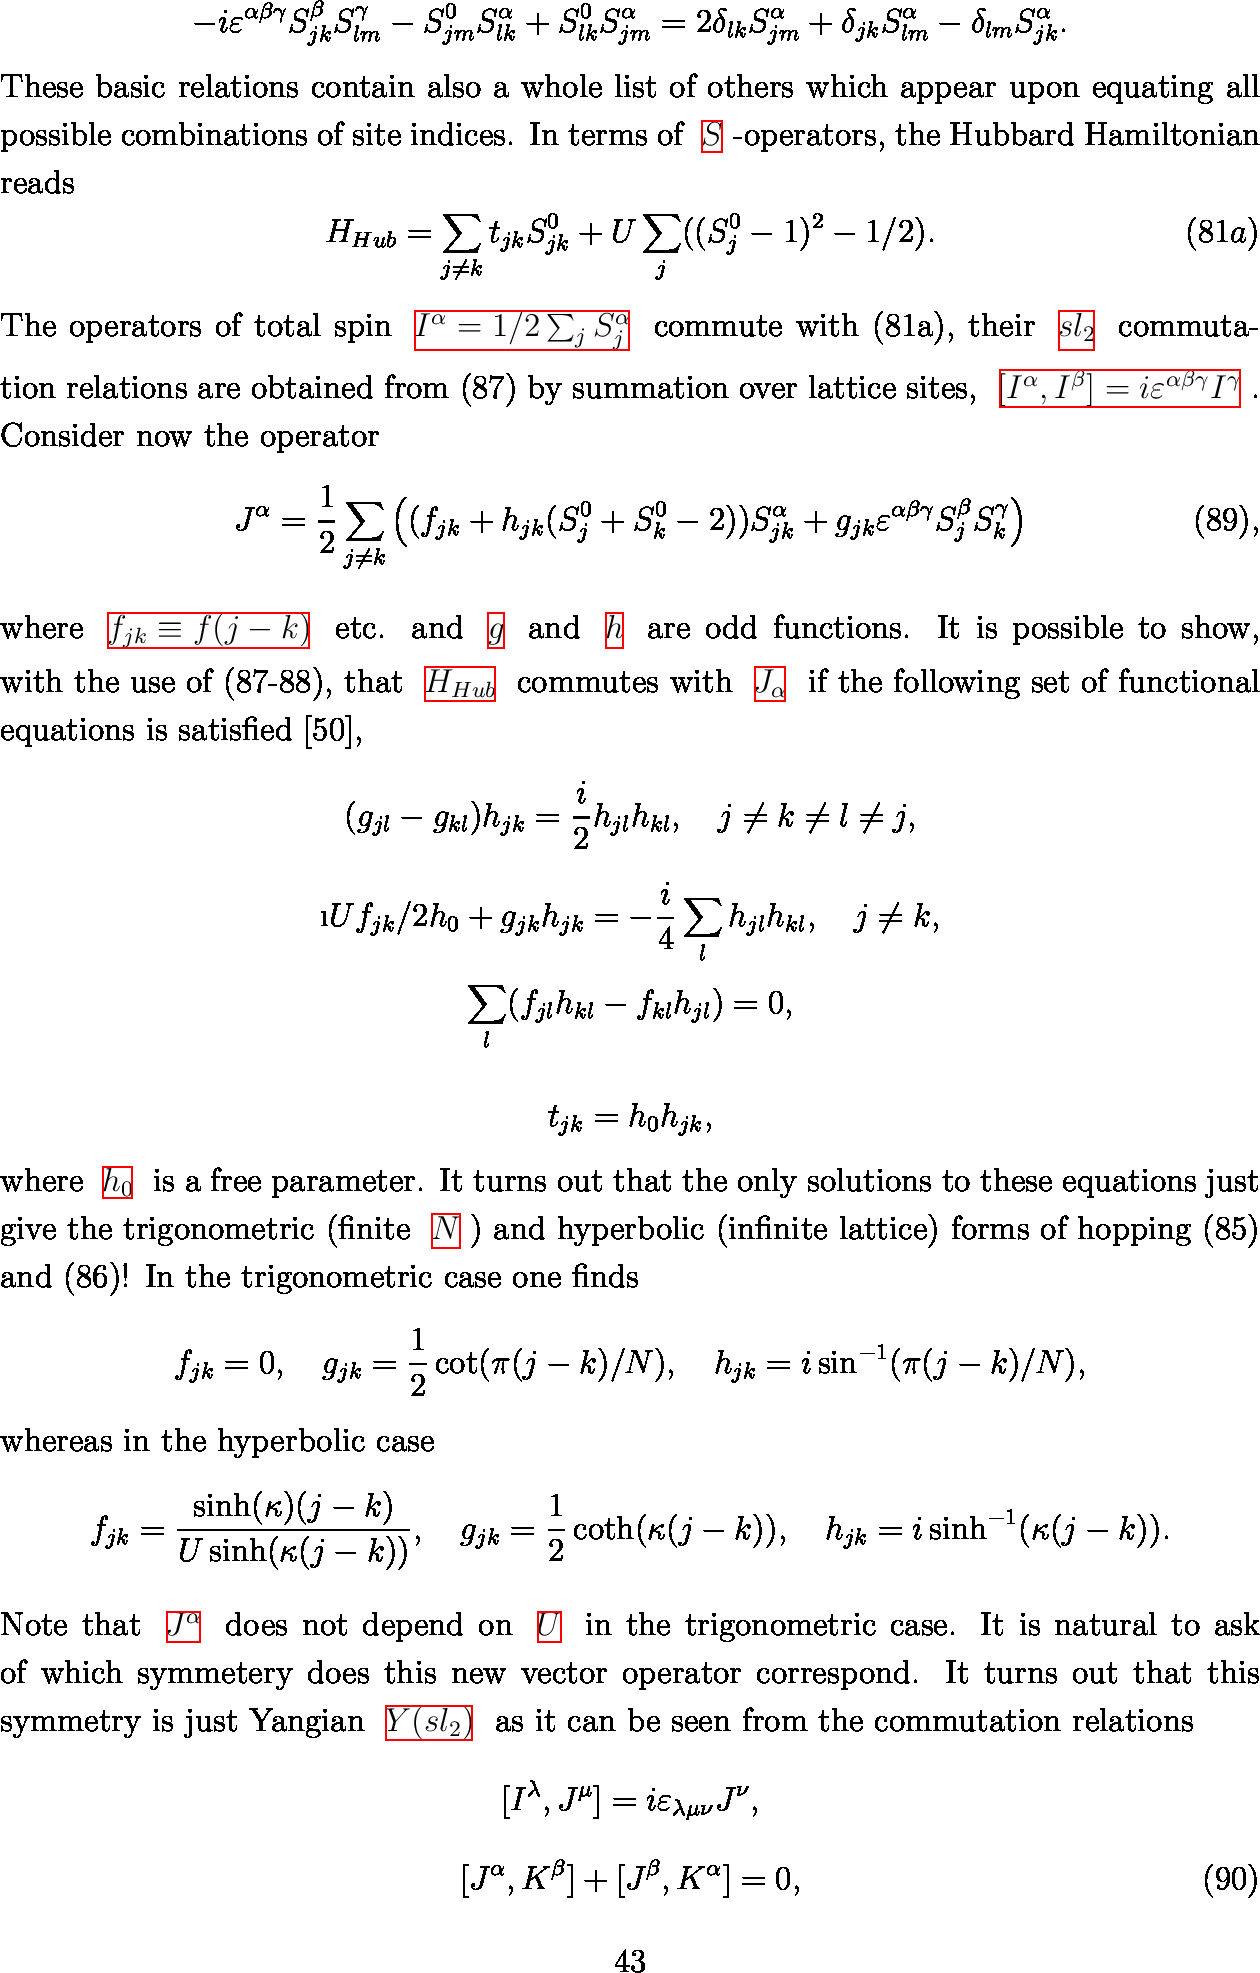 −iε^{αβγ}S^β_{jk}S^γ_{lm} − S^0_{jm}S^α_{lk} + S^0_{lk}S^α_{jm} = 2δ_{lk}S^α_{jm} + δ_{jk}S^α_{lm} − δ_{lm}S^α_{jk}.
These basic relations contain also a whole list of others which appear upon equating all
possible combinations of site indices. In terms of S -operators, the Hubbard Hamiltonian
reads
H_{Hub} = ∑_{j≠k} t_{jk}S^0_{jk} + U ∑_j ((S^0_j − 1)^2 − 1/2). (81a)
The operators of total spin I^α = 1/2 ∑_j S^α_j commute with (81a), their sl_2 commuta-
tion relations are obtained from (87) by summation over lattice sites, [I^α, I^β] = iε^{αβγ}I^γ .
Consider now the operator
J^α = \frac{1}{2} ∑_{j≠k} ((f_{jk} + h_{jk}(S^0_j + S^0_k − 2))S^α_{jk} + g_{jk}ε^{αβγ}S^β_j S^γ_k) (89),
where f_{jk} ≡ f(j − k) etc. and g and h are odd functions. It is possible to show,
with the use of (87-88), that H_{Hub} commutes with J_α if the following set of functional
equations is satisfied [50],
(g_{jl} − g_{kl})h_{jk} = \frac{i}{2}h_{jl}h_{kl}, j ≠ k ≠ l ≠ j,
ıUf_{jk}/2h_0 + g_{jk}h_{jk} = −\frac{i}{4} ∑_l h_{jl}h_{kl}, j ≠ k,
∑_l (f_{jl}h_{kl} − f_{kl}h_{jl}) = 0,
t_{jk} = h_0h_{jk},
where h_0 is a free parameter. It turns out that the only solutions to these equations just
give the trigonometric (finite N ) and hyperbolic (infinite lattice) forms of hopping (85)
and (86)! In the trigonometric case one finds
f_{jk} = 0, g_{jk} = \frac{1}{2} cot(π(j − k)/N), h_{jk} = i sin^{−1}(π(j − k)/N),
whereas in the hyperbolic case
f_{jk} = \frac{sinh(κ)(j − k)}{U sinh(κ(j − k))}, g_{jk} = \frac{1}{2} coth(κ(j − k)), h_{jk} = i sinh^{−1}(κ(j − k)).
Note that J^α does not depend on U in the trigonometric case. It is natural to ask
of which symmetery does this new vector operator correspond. It turns out that this
symmetry is just Yangian Y(sl_2) as it can be seen from the commutation relations
[I^λ, J^μ] = iε_{λμν}J^ν,
[J^α, K^β] + [J^β, K^α] = 0, (90)
43